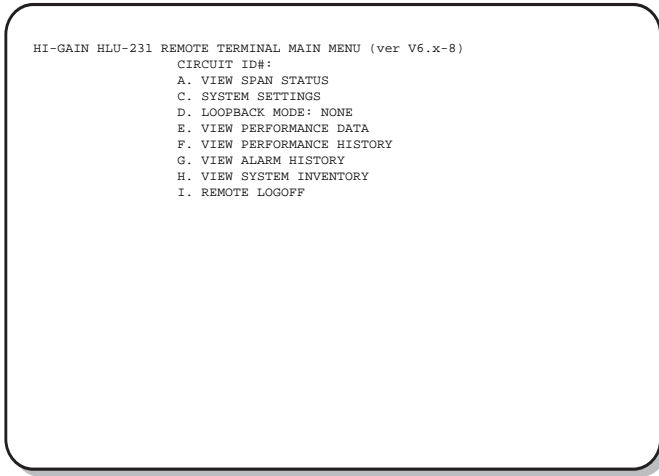 HI-GAIN HLU-231 REMOTE TERMINAL MAIN MENU (ver V6.x-8)
CIRCUIT ID#:
A. VIEW SPAN STATUS
C. SYSTEM SETTINGS
D. LOOPBACK MODE: NONE
E. VIEW PERFORMANCE DATA
F. VIEW PERFORMANCE HISTORY
G. VIEW ALARM HISTORY
H. VIEW SYSTEM INVENTORY
I. REMOTE LOGOFF